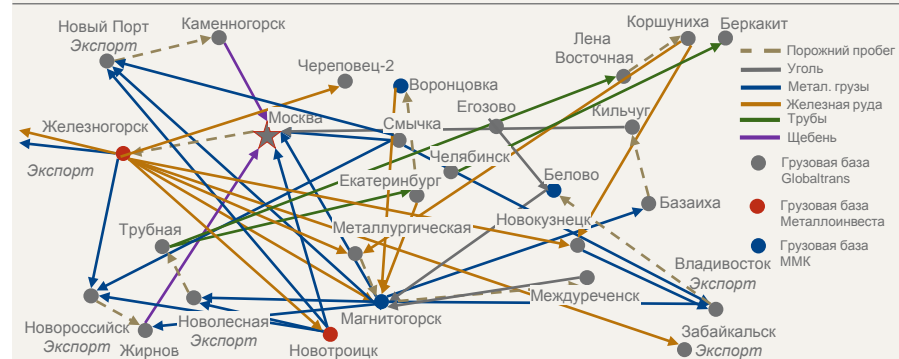 Новый Порт
Экспорт
Каменногорск
Череповец-2
Воронцовка
Лена
Восточная
Коршуниха
Беркакит
Москва
Смычка
Егозово
Кильчуг
Железногорск
Экспорт
Челябинск
Екатеринбург
Белово
Трубная
Металлургическая
Новокузнецк
Базаиха
Владивосток
Экспорт
Новороссийск
Экспорт
Жирнов
Новолесная
Экспорт
Новотроицк
Магнитогорск
Междуреченск
Забайкальск
Экспорт
Порожний пробег
Уголь
Метал. грузы
Железная руда
Трубы
Щебень
Грузовая база
Globaltrans
Грузовая база
Металлоинвеста
Грузовая база
ММК